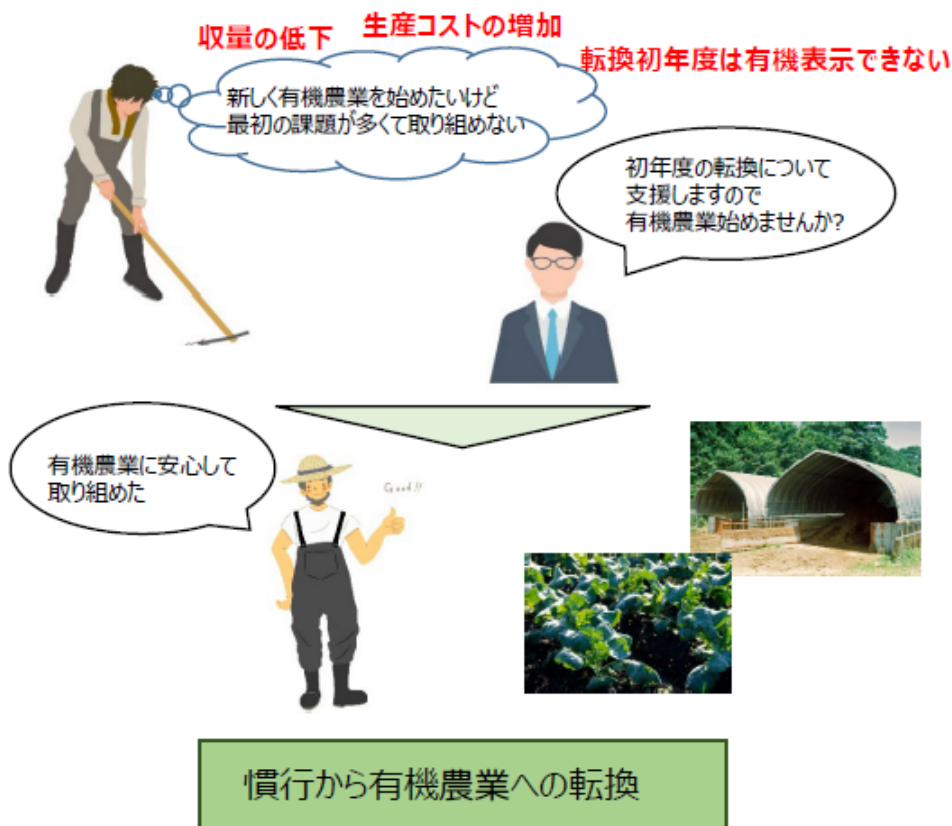 収量の低下
生産コストの増加
転換初年度は有機表示できない
新しく有機農業を始めたいけど
最初の課題が多くて取り組めない
初年度の転換について
支援しますので
有機農業始めませんか?
有機農業に安心して
取り組めた
Good!!
慣行から有機農業への転換